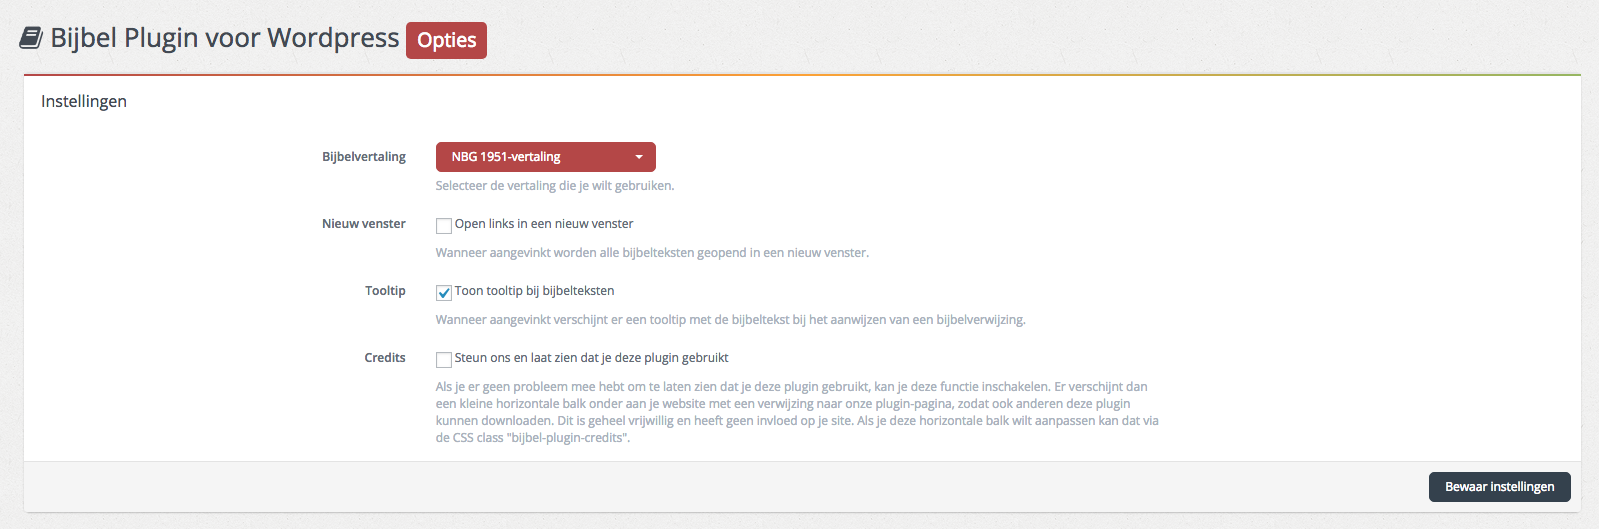 Bijbel Plugin voor Wordpress Opties
Instellingen
Bijbelvertaling NBG 1951-vertaling
Selecteer de vertaling die je wilt gebruiken.
Nieuw venster Open links in een nieuw venster
Wanneer aangevinkt worden alle bijbelteksten geopend in een nieuw venster.
Tooltip Toon tooltip bij bijbelteksten
Wanneer aangevinkt verschijnt er een tooltip met de bijbeltekst bij het aanwijzen van een bijbelverwijzing.
Credits Steun ons en laat zien dat je deze plugin gebruikt
Als je er geen probleem mee hebt om te laten zien dat je deze plugin gebruikt, kan je deze functie inschakelen. Er verschijnt dan
een kleine horizontale balk onder aan je website met een verwijzing naar onze plugin-pagina, zodat ook anderen deze plugin
kunnen downloaden. Dit is geheel vrijwillig en heeft geen invloed op je site. Als je deze horizontale balk wilt aanpassen kan dat via
de CSS class "bijbel-plugin-credits".
Bewaar instellingen